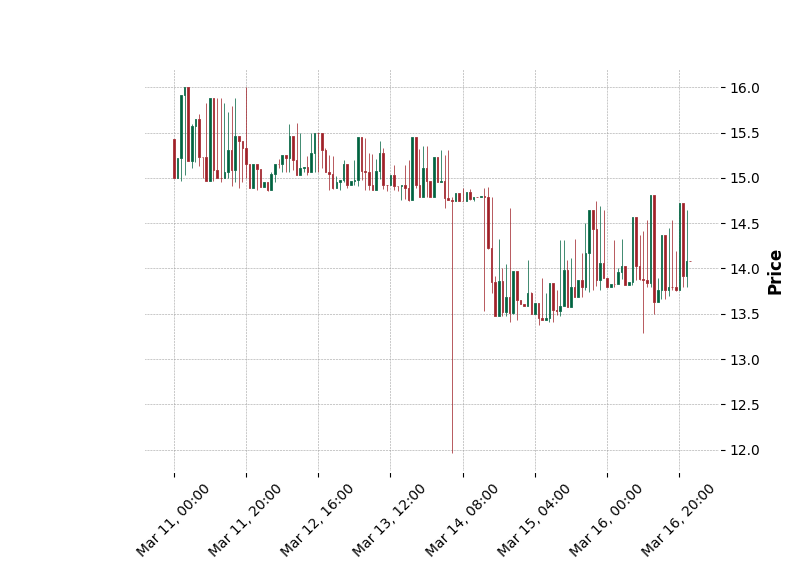 16.0
15.5
15.0
14.5
14.0
13.5
13.0
12.5
12.0
Price
Mar 11, 00:00
Mar 11, 20:00
Mar 12, 16:00
Mar 13, 12:00
Mar 14, 08:00
Mar 15, 04:00
Mar 16, 00:00
Mar 16, 20:00